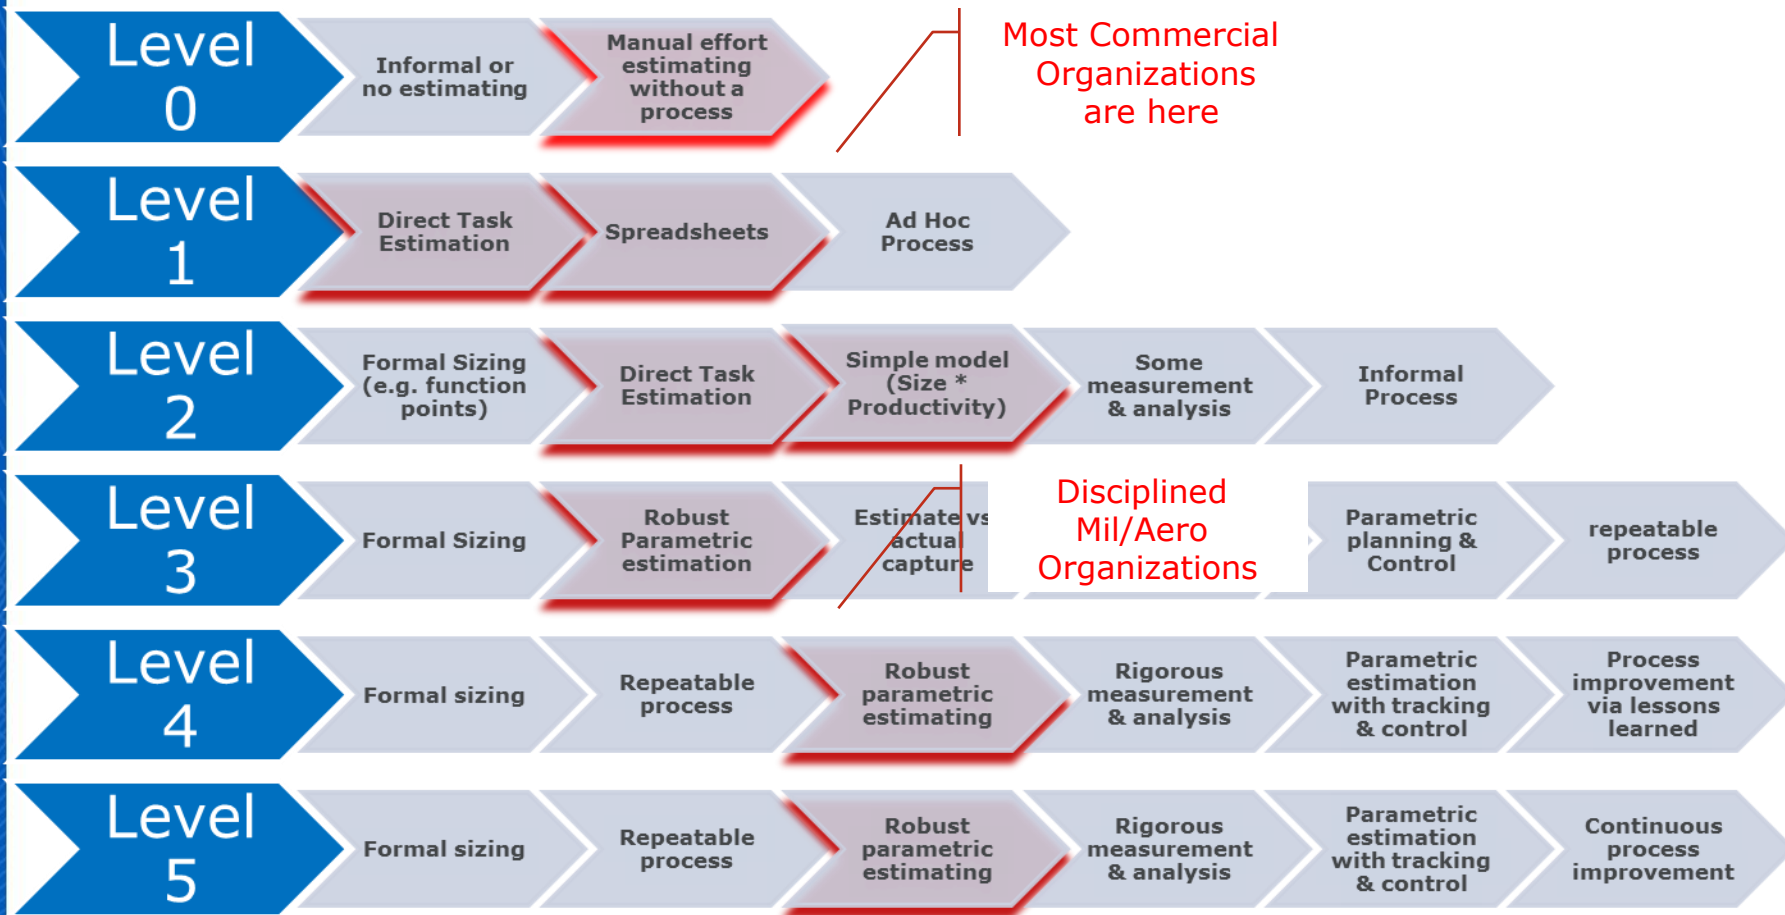 Level
0
Informal or
no estimating
Manual effort
estimating
without a
process
Most Commercial
Organizations
are here
Level
1
Direct Task
Estimation
Spreadsheets
Ad Hoc
Process
Level
2
Formal Sizing
(e.g. function
points)
Direct Task
Estimation
Simple model
(Size *
Productivity)
Some
measurement
& analysis
Informal
Process
Level
3
Formal Sizing
Robust
Parametric
estimation
Estimate vs
actual
capture
Disciplined
Mil/Aero
Organizations
Parametric
planning &
Control
repeatable
process
Level
4
Formal sizing
Repeatable
process
Robust
parametric
estimating
Rigorous
measurement
& analysis
Parametric
estimation
with tracking
& control
Process
improvement
via lessons
learned
Level
5
Formal sizing
Repeatable
process
Robust
parametric
estimating
Rigorous
measurement
& analysis
Parametric
estimation
with tracking
& control
Continuous
process
improvement